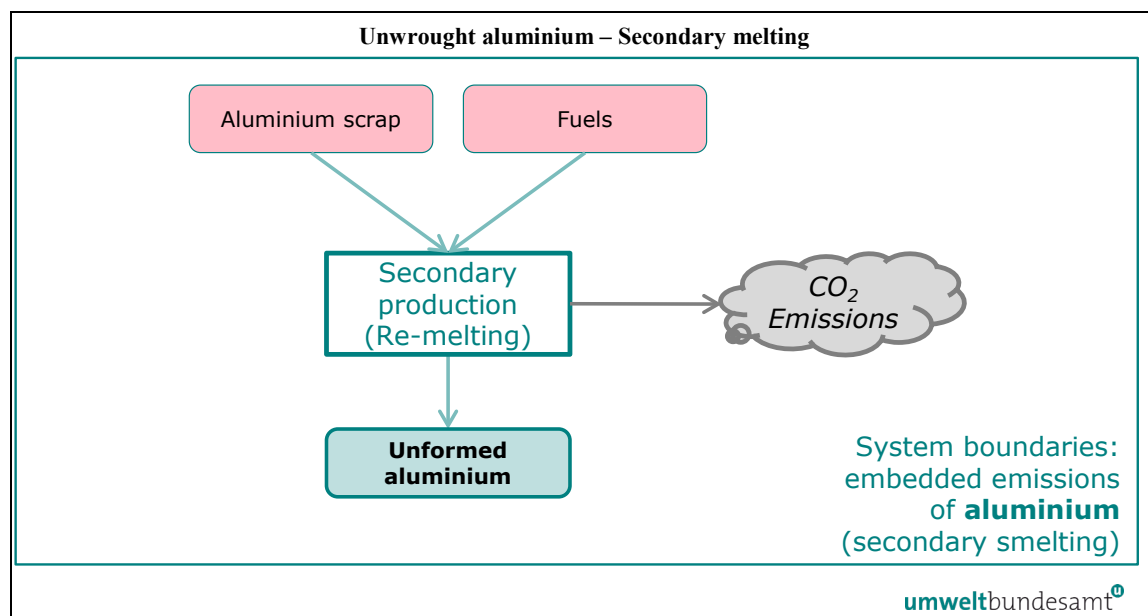 Unwrought aluminium – Secondary melting
Aluminium scrap
Fuels
Secondary
production
(Re-melting)
CO₂
Emissions
Unformed
aluminium
System boundaries:
embedded emissions
of aluminium
(secondary smelting)
umweltbundesamt ⓤ